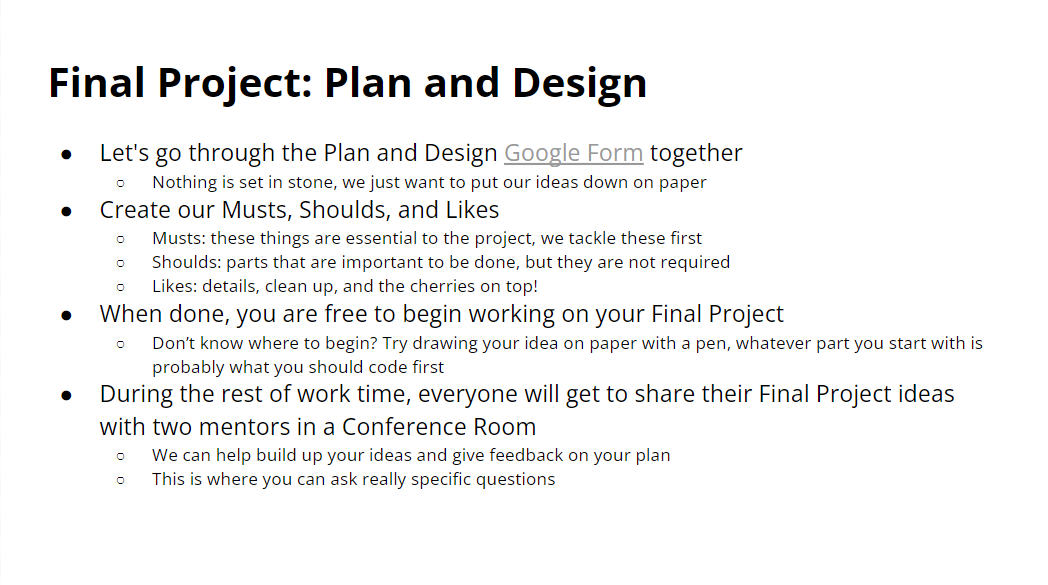 Final Project: Plan and Design
● Let's go through the Plan and Design Google Form together
○ Nothing is set in stone, we just want to put our ideas down on paper
● Create our Musts, Shoulds, and Likes
○ Musts: these things are essential to the project, we tackle these first
○ Shoulds: parts that are important to be done, but they are not required
○ Likes: details, clean up, and the cherries on top!
● When done, you are free to begin working on your Final Project
○ Don’t know where to begin? Try drawing your idea on paper with a pen, whatever part you start with is
probably what you should code first
● During the rest of work time, everyone will get to share their Final Project ideas
with two mentors in a Conference Room
○ We can help build up your ideas and give feedback on your plan
○ This is where you can ask really specific questions